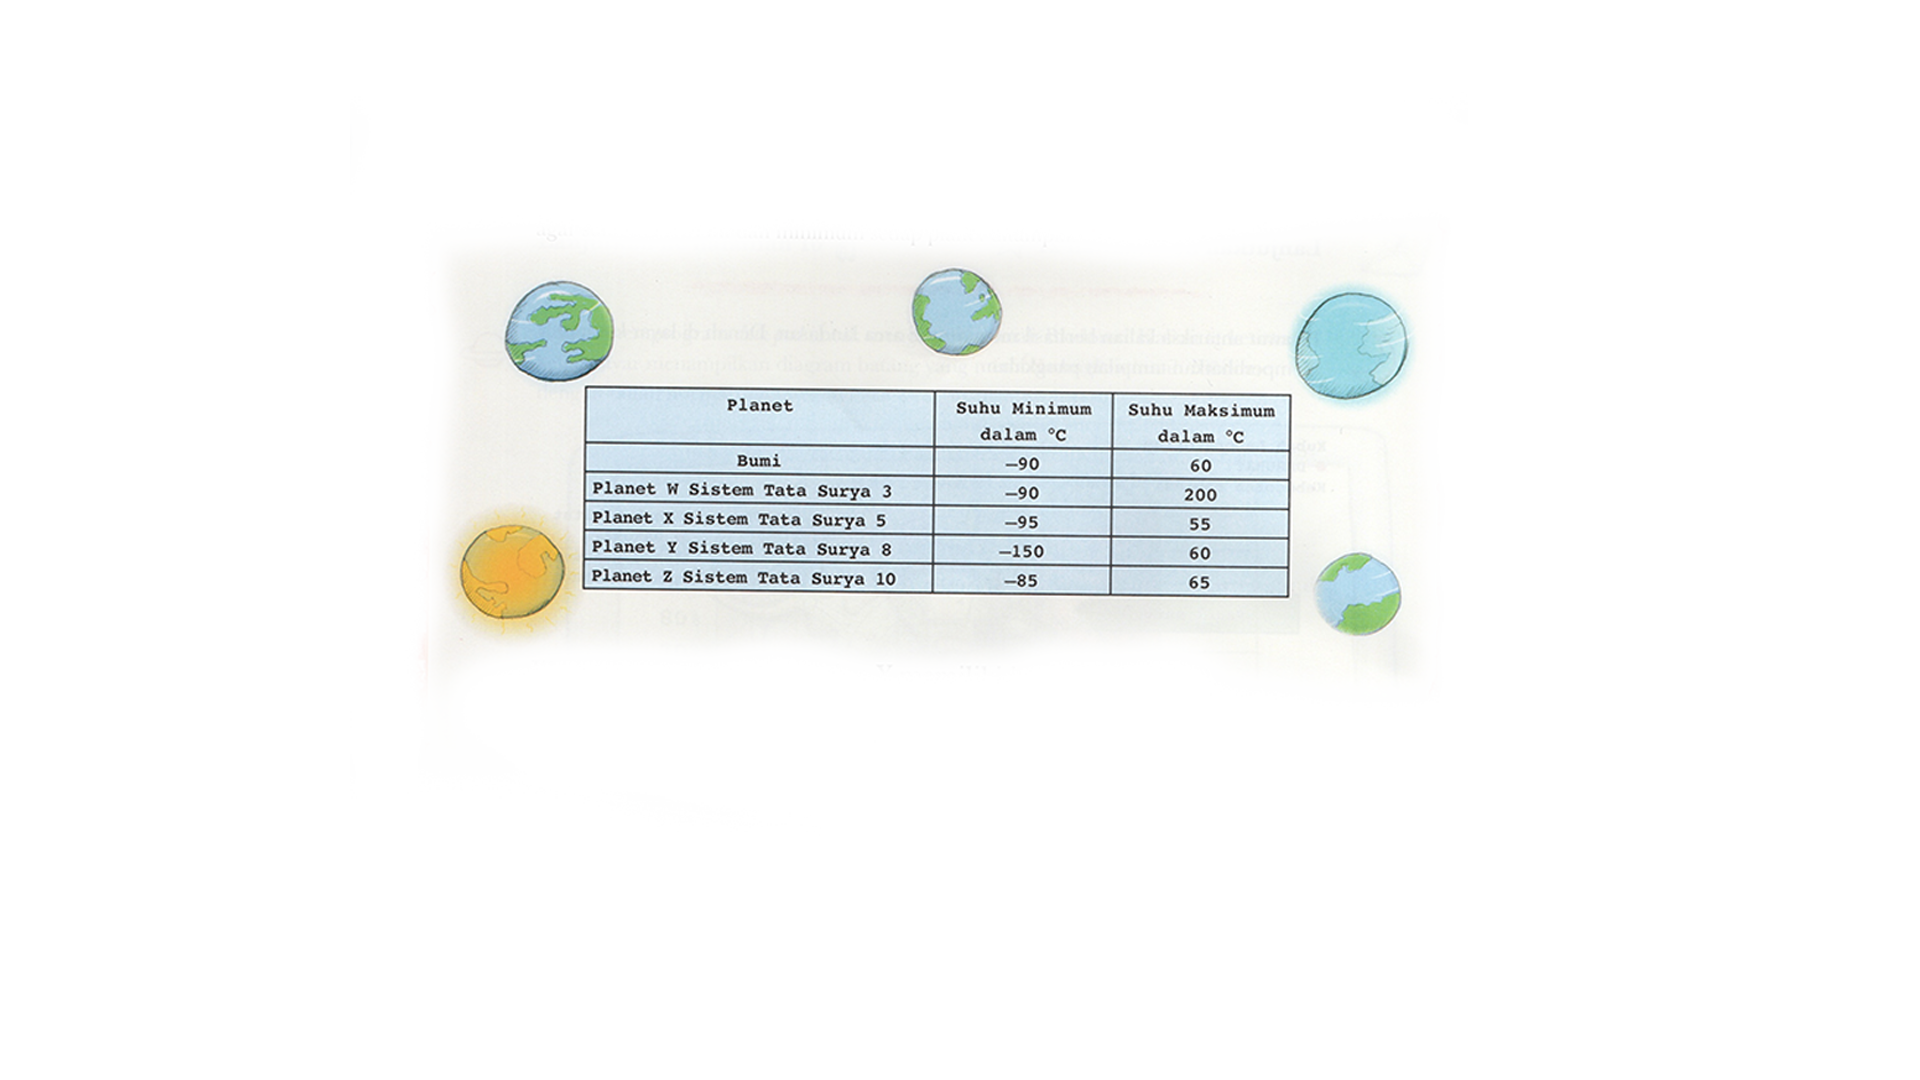 Planet Suhu Minimum dalam °C Suhu Maksimum dalam °C
Bumi –90 60
Planet W Sistem Tata Surya 3 –90 200
Planet X Sistem Tata Surya 5 –95 55
Planet Y Sistem Tata Surya 8 –150 60
Planet Z Sistem Tata Surya 10 –85 65